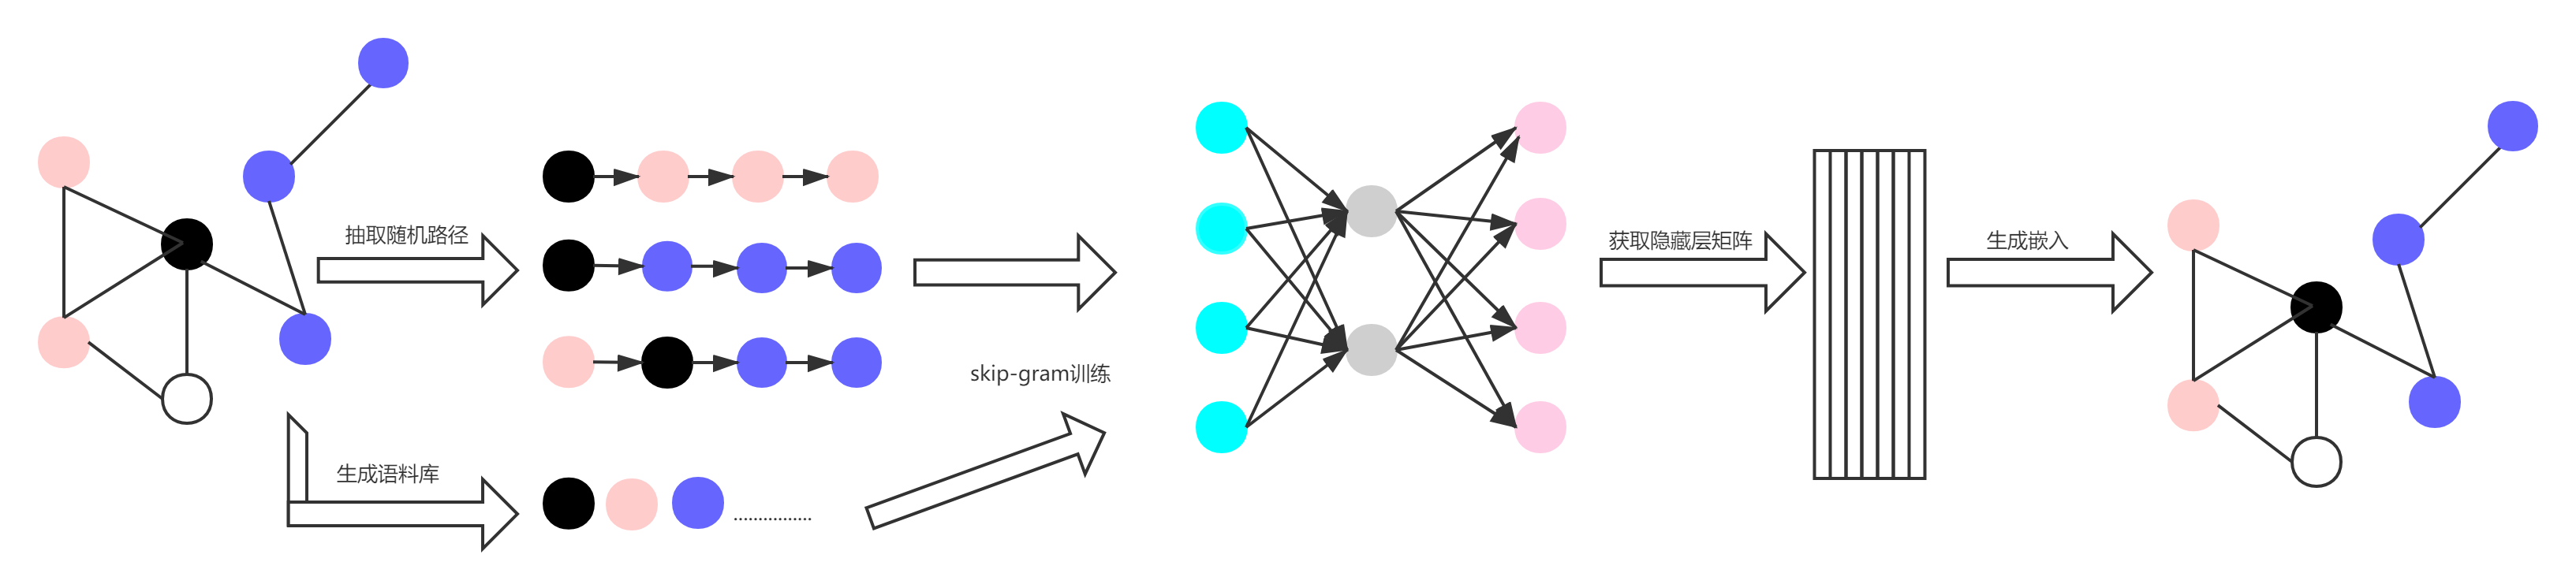 抽取随机路径
生成语料库
................
skip-gram训练
获取隐藏层矩阵
生成嵌入